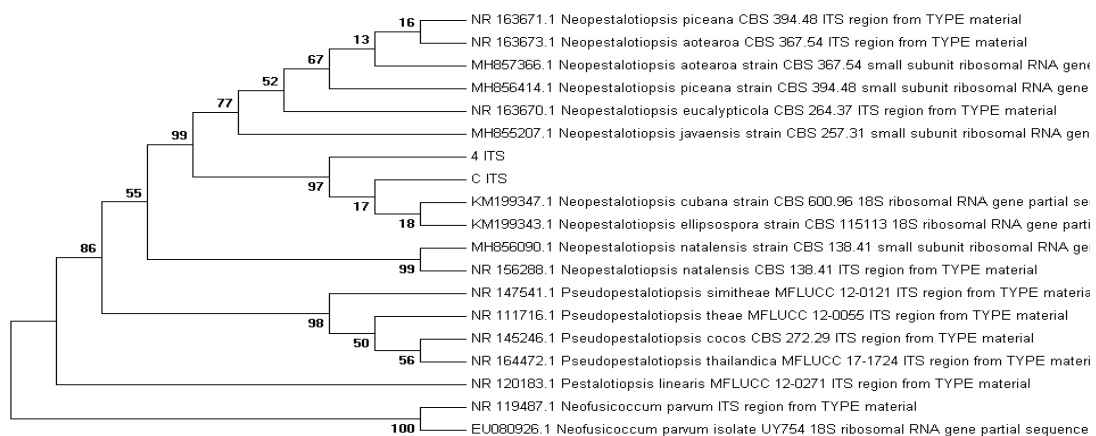 16
NR 163671.1 Neopestalotiopsis piceana CBS 394.48 ITS region from TYPE material
13
NR 163673.1 Neopestalotiopsis aotearoa CBS 367.54 ITS region from TYPE material
67
MH857366.1 Neopestalotiopsis aotearoa strain CBS 367.54 small subunit ribosomal RNA gene
52
MH856414.1 Neopestalotiopsis piceana strain CBS 394.48 small subunit ribosomal RNA gene
77
NR 163670.1 Neopestalotiopsis eucalypticola CBS 264.37 ITS region from TYPE material
99
MH855207.1 Neopestalotiopsis javaensis strain CBS 257.31 small subunit ribosomal RNA gen
4 ITS
97
C ITS
55
17
KM199347.1 Neopestalotiopsis cubana strain CBS 600.96 18S ribosomal RNA gene partial se
18
KM199343.1 Neopestalotiopsis ellipsospora strain CBS 115113 18S ribosomal RNA gene parti
86
MH856090.1 Neopestalotiopsis natalensis strain CBS 138.41 small subunit ribosomal RNA ge
99
NR 156288.1 Neopestalotiopsis natalensis CBS 138.41 ITS region from TYPE material
NR 147541.1 Pseudopestalotiopsis simitheae MFLUCC 12-0121 ITS region from TYPE materia
98
NR 111716.1 Pseudopestalotiopsis theae MFLUCC 12-0055 ITS region from TYPE material
50
NR 145246.1 Pseudopestalotiopsis cocos CBS 272.29 ITS region from TYPE material
56
NR 164472.1 Pseudopestalotiopsis thailandica MFLUCC 17-1724 ITS region from TYPE materi
NR 120183.1 Pestalotiopsis linearis MFLUCC 12-0271 ITS region from TYPE material
NR 119487.1 Neofusicoccum parvum ITS region from TYPE material
100
EU080926.1 Neofusicoccum parvum isolate UY754 18S ribosomal RNA gene partial sequence